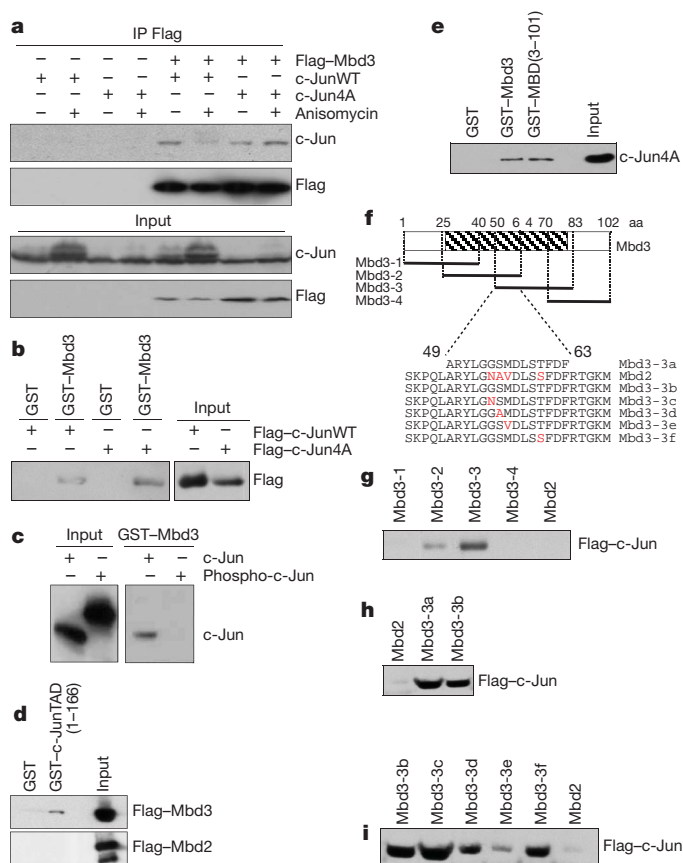 a
IP Flag
– – – – + + + + Flag–Mbd3
+ + – – + + – – c-JunWT
– – + + – – + + c-Jun4A
– + – + – + – + Anisomycin
c-Jun
Flag
Input
c-Jun
Flag
b
GST
GST–Mbd3
GST
GST–Mbd3
Input
+ + – – + – Flag–c-JunWT
– – + + – + Flag–c-Jun4A
Flag
c
Input GST–Mbd3
+ – + – c-Jun
– + – + Phospho-c-Jun
c-Jun
d
GST
GST–c-JunTAD
(1–166)
Input
Flag–Mbd3
Flag–Mbd2
e
GST
GST–Mbd3
GST–MBD(3–101)
Input
c-Jun4A
f
1 25 40 50 6 4 70 83 102 aa
Mbd3
Mbd3-1
Mbd3-2
Mbd3-3
Mbd3-4
49 63
ARYLGGSMDLSTFDF Mbd3-3a
SKPQLARYLGNAVDLSSFDFRTGKM Mbd2
SKPQLARYLGGSMDLSTFDFRTGKM Mbd3-3b
SKPQLARYLGNSMDLSTFDFRTGKM Mbd3-3c
SKPQLARYLGGAMDLSTFDFRTGKM Mbd3-3d
SKPQLARYLGGSVDLSTFDFRTGKM Mbd3-3e
SKPQLARYLGGSMDLSSFDFRTGKM Mbd3-3f
g
Mbd3-1
Mbd3-2
Mbd3-3
Mbd3-4
Mbd2
Flag–c-Jun
h
Mbd2
Mbd3-3a
Mbd3-3b
Flag–c-Jun
i
Mbd3-3b
Mbd3-3c
Mbd3-3d
Mbd3-3e
Mbd3-3f
Mbd2
Flag–c-Jun